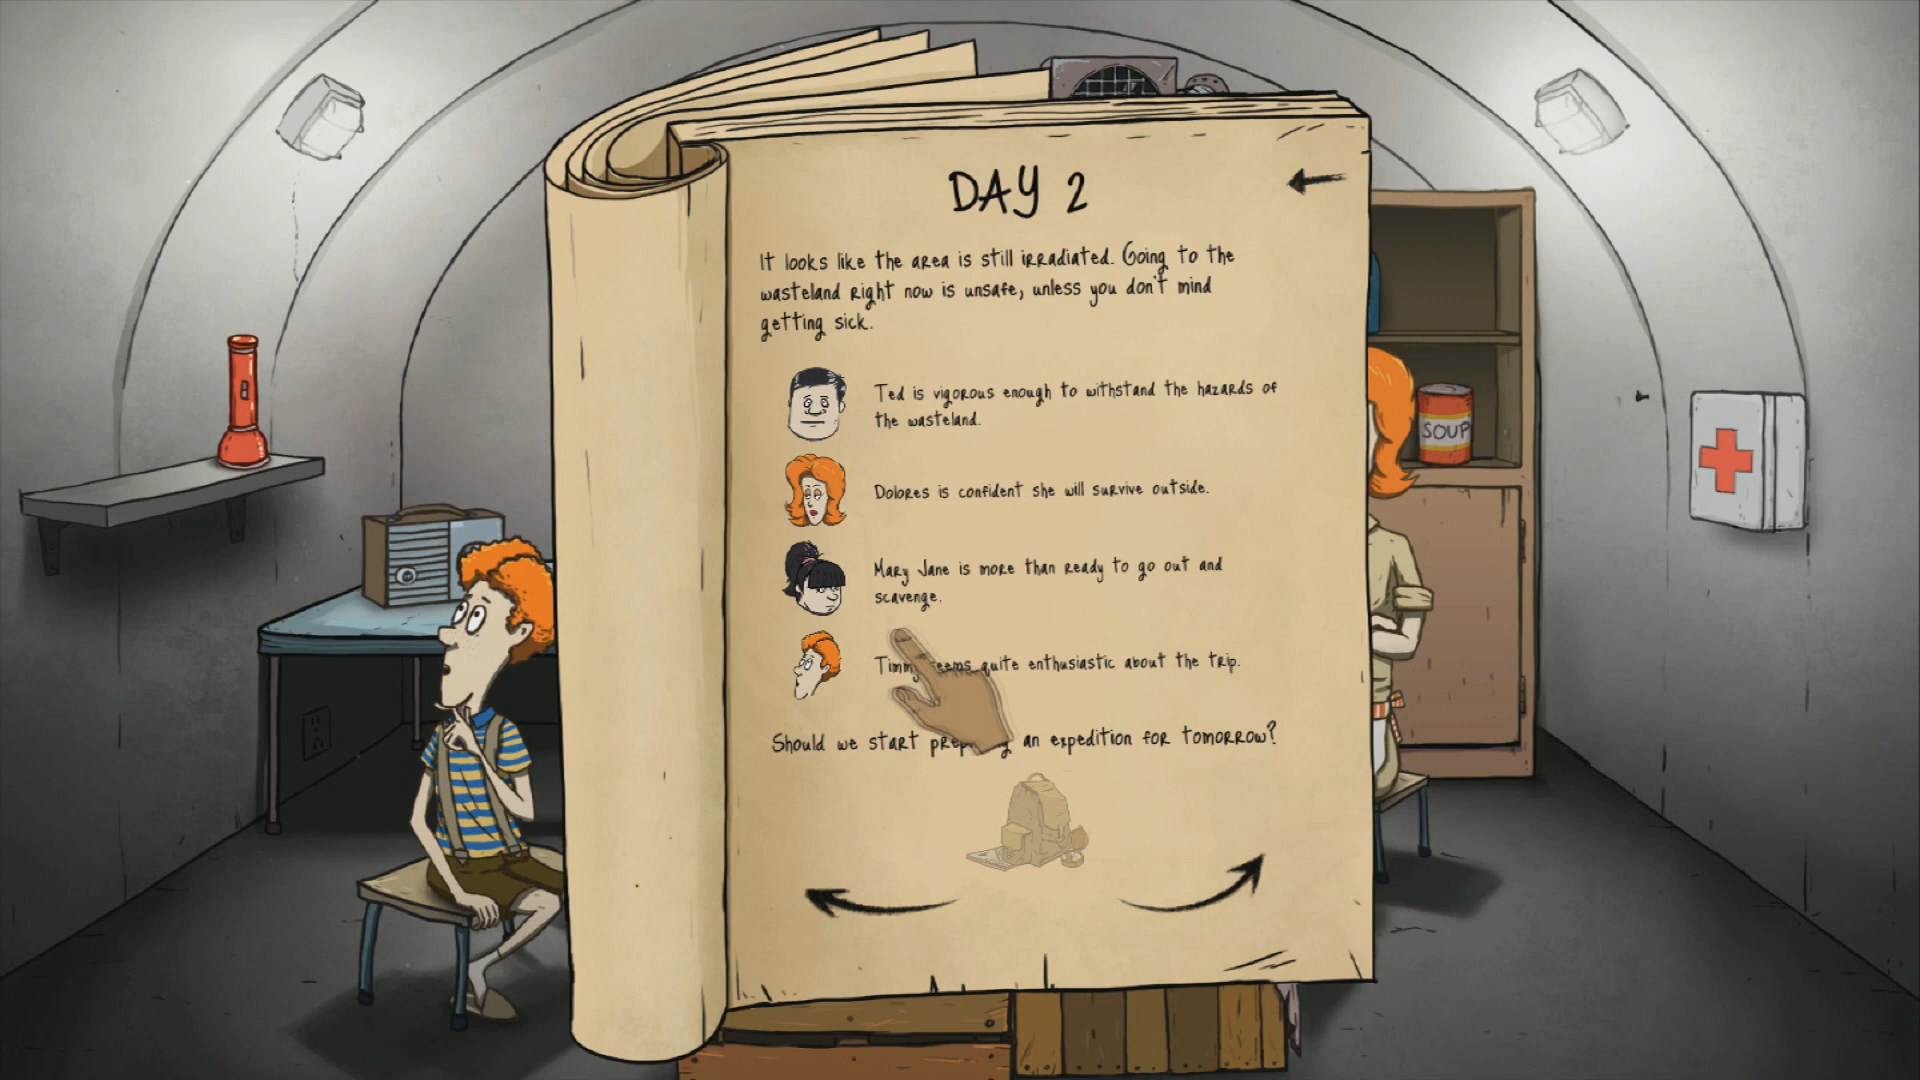 DAY 2
It looks like the area is still irradiated. Going to the
wasteland right now is unsafe, unless you don't mind
getting sick.
Ted is vigorous enough to withstand the hazards of
the wasteland.
Dolores is confident she will survive outside.
Mary Jane is more than ready to go out and
scavenge.
quite enthusiastic about the trip.
Should we start an expedition for tomorrow?
SOUP